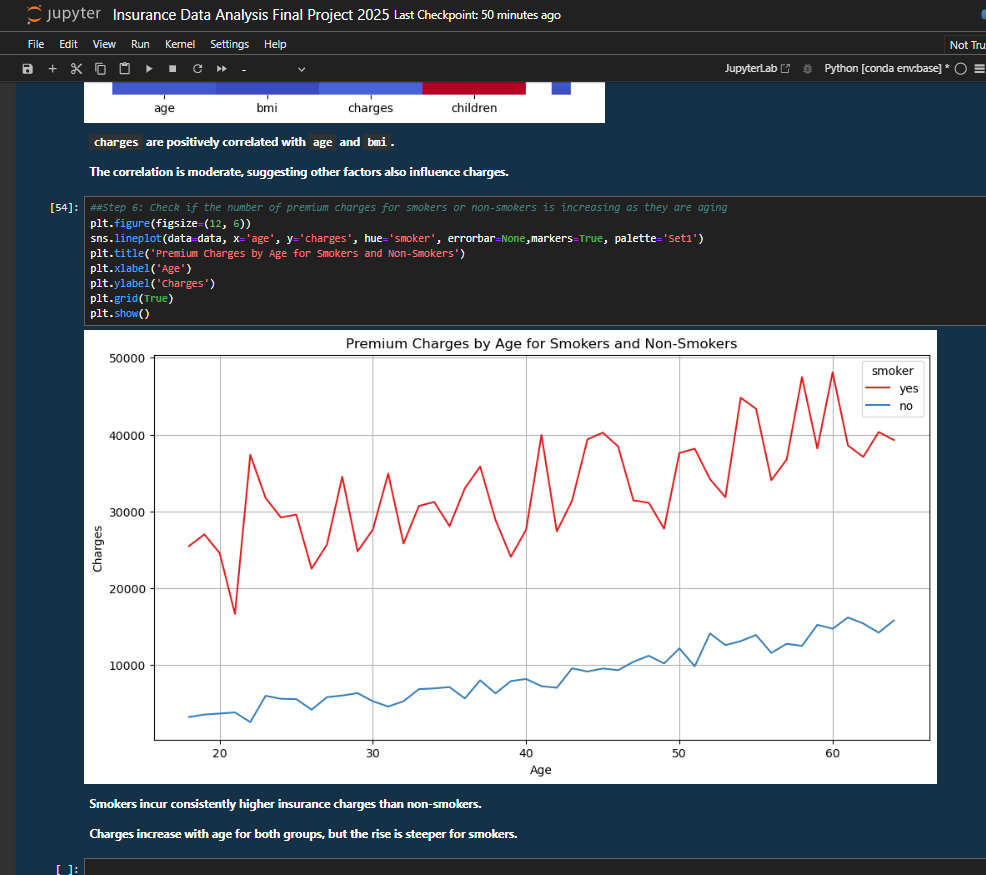 jupyter Insurance Data Analysis Final Project 2025 Last Checkpoint: 50 minutes ago
File Edit View Run Kernel Settings Help Not Tru
JupyterLab Python [conda env:base] *
age bmi charges children
charges are positively correlated with age and bmi.
The correlation is moderate, suggesting other factors also influence charges.
[54]: ##Step 6: Check if the number of premium charges for smokers or non-smokers is increasing as they are aging
plt.figure(figsize=(12, 6))
sns.lineplot(data=data, x='age', y='charges', hue='smoker', errorbar=None,markers=True, palette='Set1')
plt.title('Premium Charges by Age for Smokers and Non-Smokers')
plt.xlabel('Age')
plt.ylabel('Charges')
plt.grid(True)
plt.show()
Premium Charges by Age for Smokers and Non-Smokers
50000
smoker
yes
no
40000
30000
Charges
20000
10000
20 30 40 50 60
Age
Smokers incur consistently higher insurance charges than non-smokers.
Charges increase with age for both groups, but the rise is steeper for smokers.
[ ]: